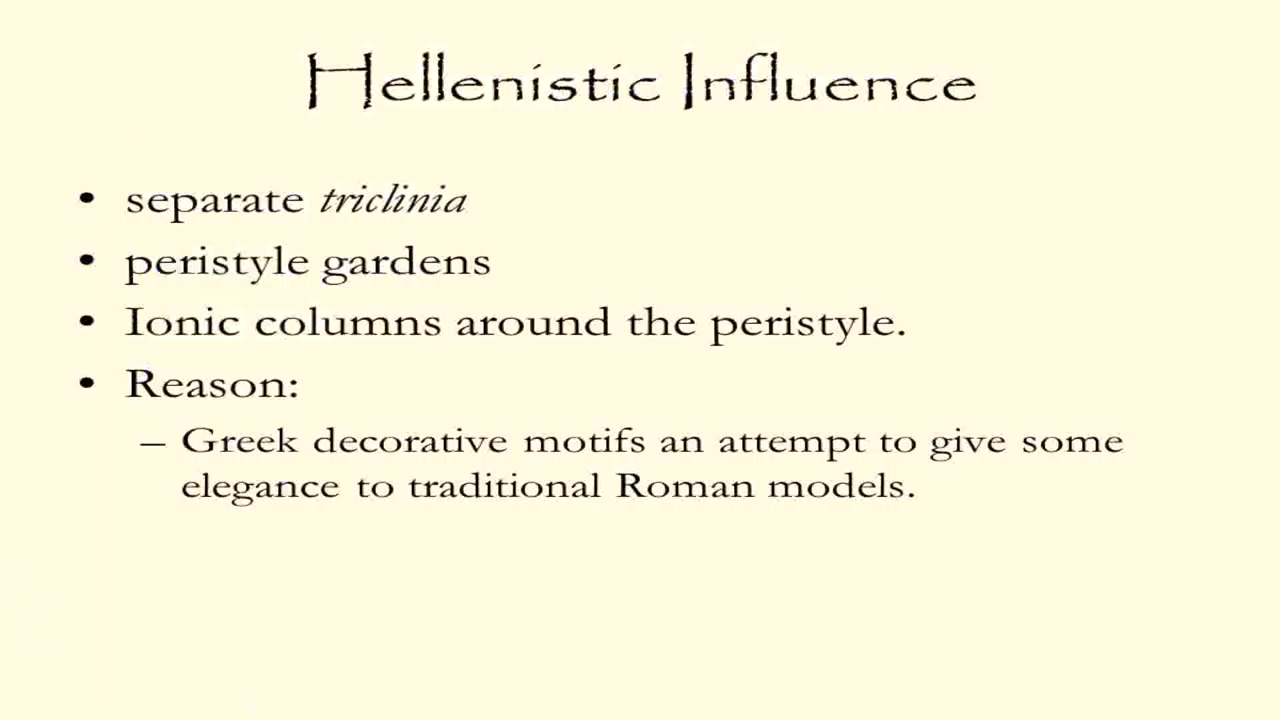 Hellenistic Influence
• separate triclinia
• peristyle gardens
• Ionic columns around the peristyle.
• Reason:
– Greek decorative motifs an attempt to give some
elegance to traditional Roman models.